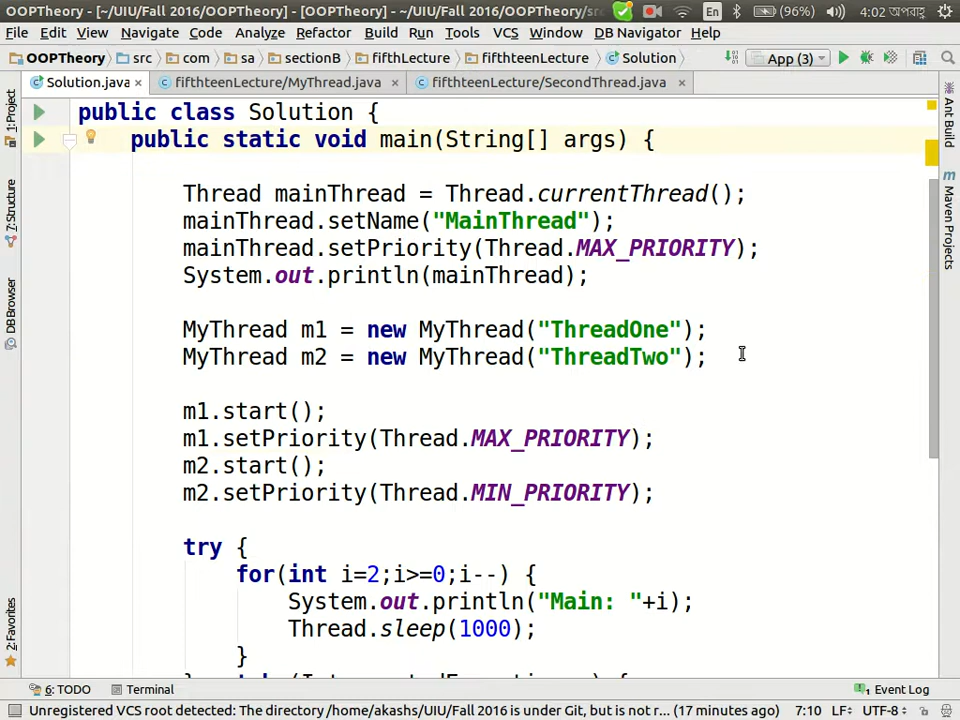 OOPTheory - [~/UIU/Fall 2016/OOPTheory] - [OOPTheory] - ~/UIU/Fall 2016/OOPTheory/sr En (96%) 4:02 অপরাহ্ণ
File Edit View Navigate Code Analyze Refactor Build Run Tools VCS Window DB Navigator Help
OOPTheory src com sa sectionB fifthLecture fifthteenLecture Solution App (3)
Solution.java × fifthteenLecture/MyThread.java × fifthteenLecture/SecondThread.java ×
1: Project
7: Structure
DB Browser
2: Favorites
Ant Build
Maven Projects
public class Solution {
public static void main(String[] args) {
Thread mainThread = Thread.currentThread();
mainThread.setName("MainThread");
mainThread.setPriority(Thread.MAX_PRIORITY);
System.out.println(mainThread);
MyThread m1 = new MyThread("ThreadOne");
MyThread m2 = new MyThread("ThreadTwo");
m1.start();
m1.setPriority(Thread.MAX_PRIORITY);
m2.start();
m2.setPriority(Thread.MIN_PRIORITY);
try {
for(int i=2;i>=0;i--) {
System.out.println("Main: "+i);
Thread.sleep(1000);
}
6: TODO Terminal Event Log
Unregistered VCS root detected: The directory /home/akashs/UIU/Fall 2016 is under Git, but is not r... (17 minutes ago) 7:10 LF÷ UTF-8÷